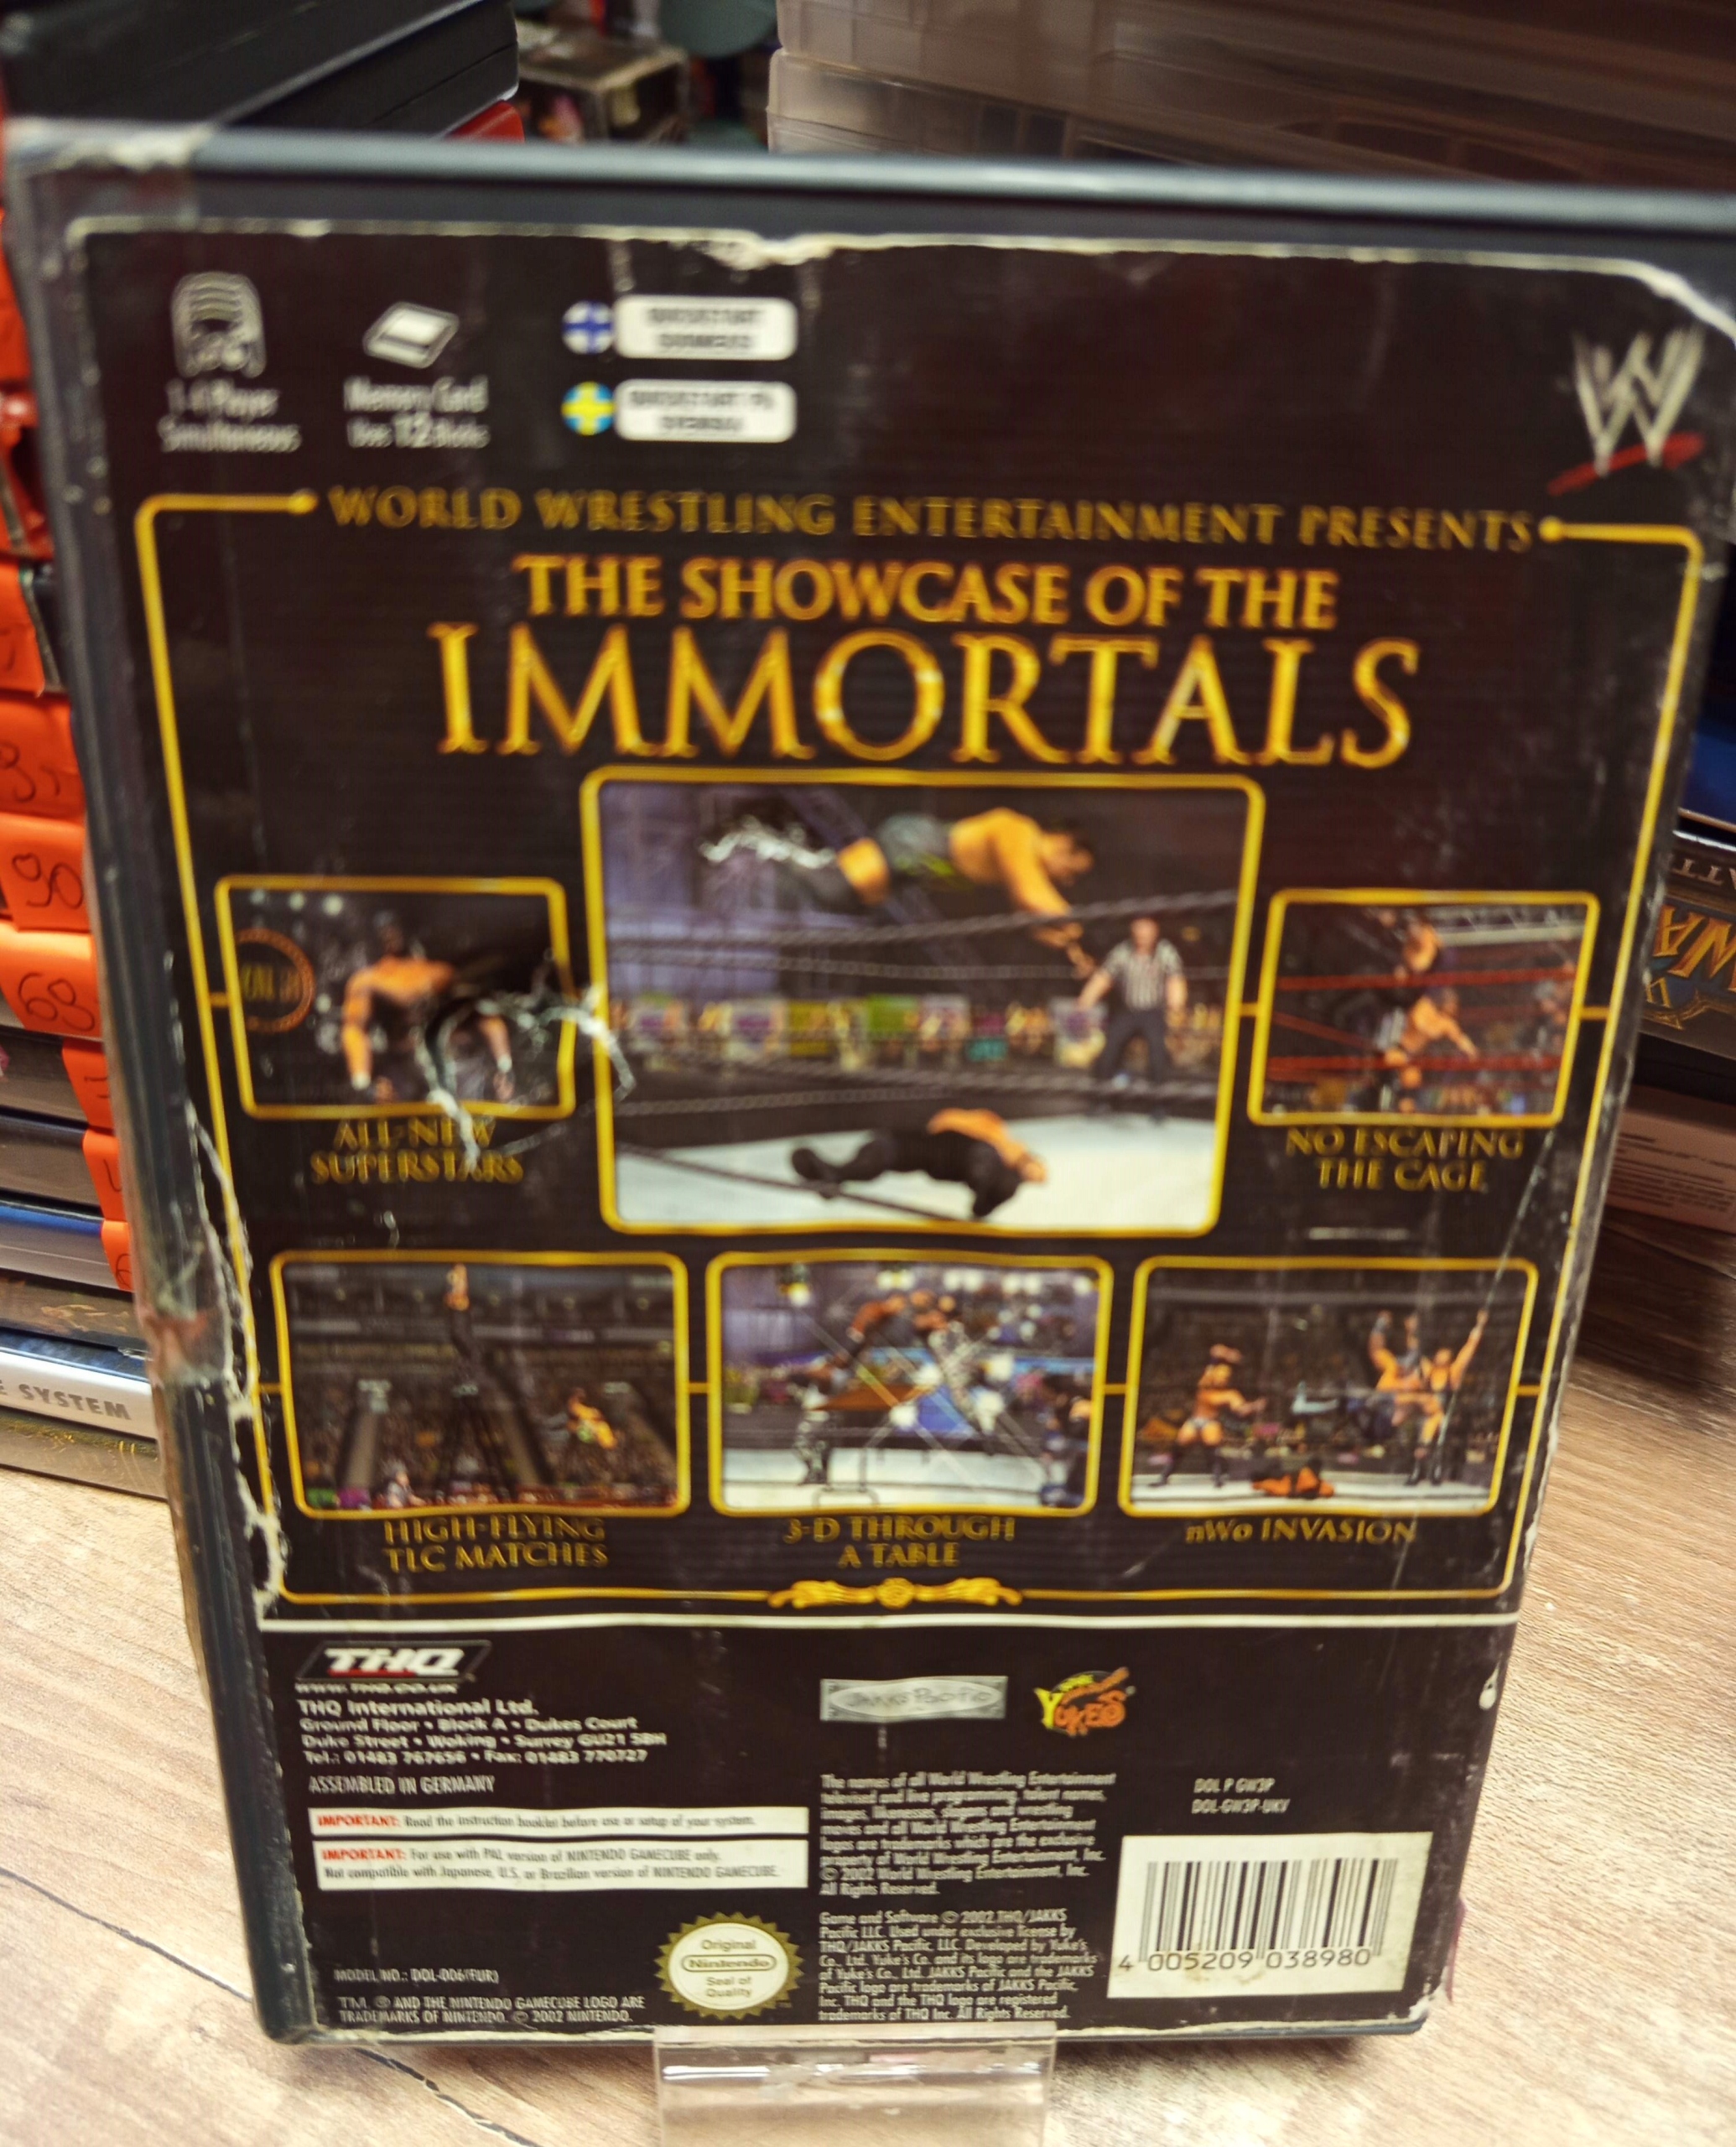 1-4 Player
Simultaneous
Memory Card
Uses 12 Blocks
W
WORLD WRESTLING ENTERTAINMENT PRESENTS
THE SHOWCASE OF THE
IMMORTALS
ALL-NEW
SUPERSTARS
NO ESCAPING
THE CAGE
HIGH-FLYING
TLC MATCHES
3-D THROUGH
A TABLE
nWo INVASION
THQ
www.THQ.co.uk
THQ International Ltd.
Ground Floor • Block A • Dukes Court
Duke Street • Woking • Surrey GU21 5BH
Tel.: 01483 767656 • Fax: 01483 770727
ASSEMBLED IN GERMANY
IMPORTANT: Read the instruction booklet before use or setup of your system.
IMPORTANT: For use with PAL version of NINTENDO GAMECUBE only.
Not compatible with Japanese, U.S. or Brazilian version of NINTENDO GAMECUBE.
MODEL NO.: DOL-006(EUR)
TM, ® AND THE NINTENDO GAMECUBE LOGO ARE
TRADEMARKS OF NINTENDO. © 2002 NINTENDO.
Original
Nintendo
Seal of
Quality
JAKKS Pacific
YUKE'S
The names of all World Wrestling Entertainment
televised and live programming, talent names,
images, likenesses, slogans and wrestling
moves and all World Wrestling Entertainment
logos are trademarks which are the exclusive
property of World Wrestling Entertainment, Inc.
© 2002 World Wrestling Entertainment, Inc.
All Rights Reserved.
Game and Software © 2002 THQ/JAKKS
Pacific LLC. Used under exclusive license by
THQ/JAKKS Pacific, LLC. Developed by Yuke's
Co., Ltd. Yuke's Co. and its logo are trademarks
of Yuke's Co., Ltd. JAKKS Pacific and the JAKKS
Pacific logo are trademarks of JAKKS Pacific,
Inc. THQ and the THQ logo are registered
trademarks of THQ Inc. All Rights Reserved.
DOL P GW3P
DOL-GW3P-UKV
4 005209 038980
90
69
E SYSTEM